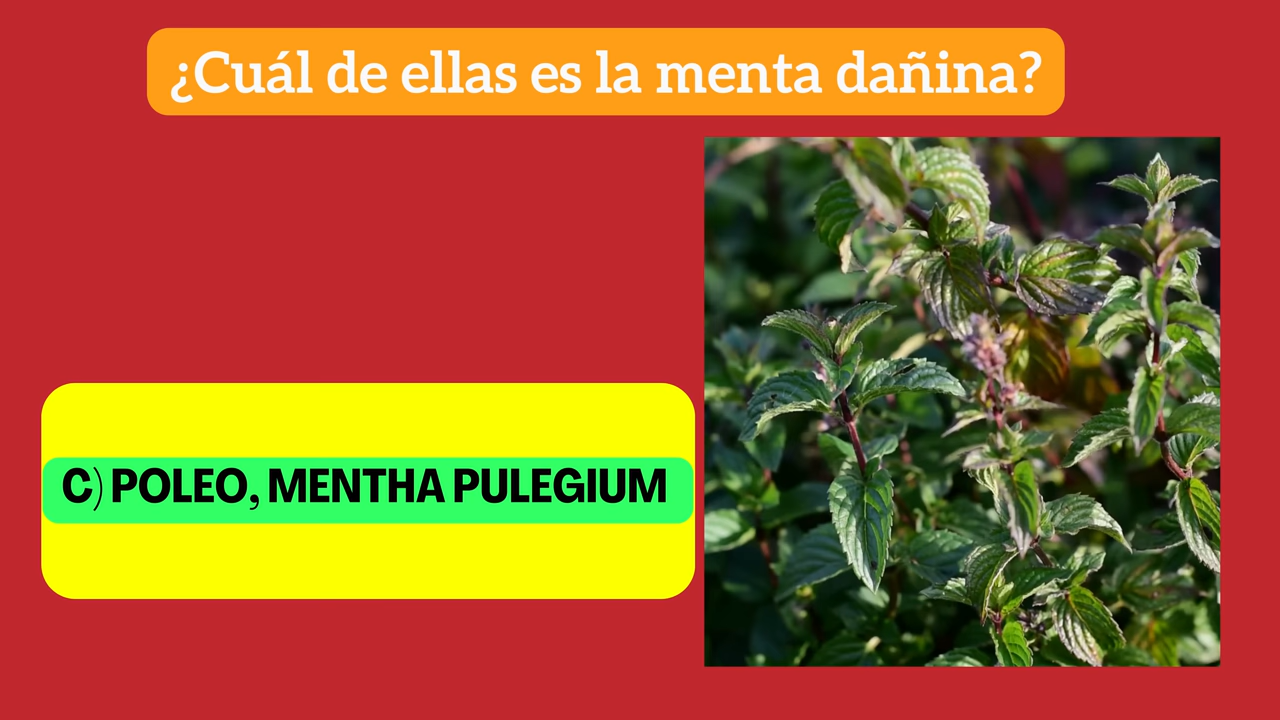 ¿Cuál de ellas es la menta dañina?
C) POLEO, MENTHA PULEGIUM